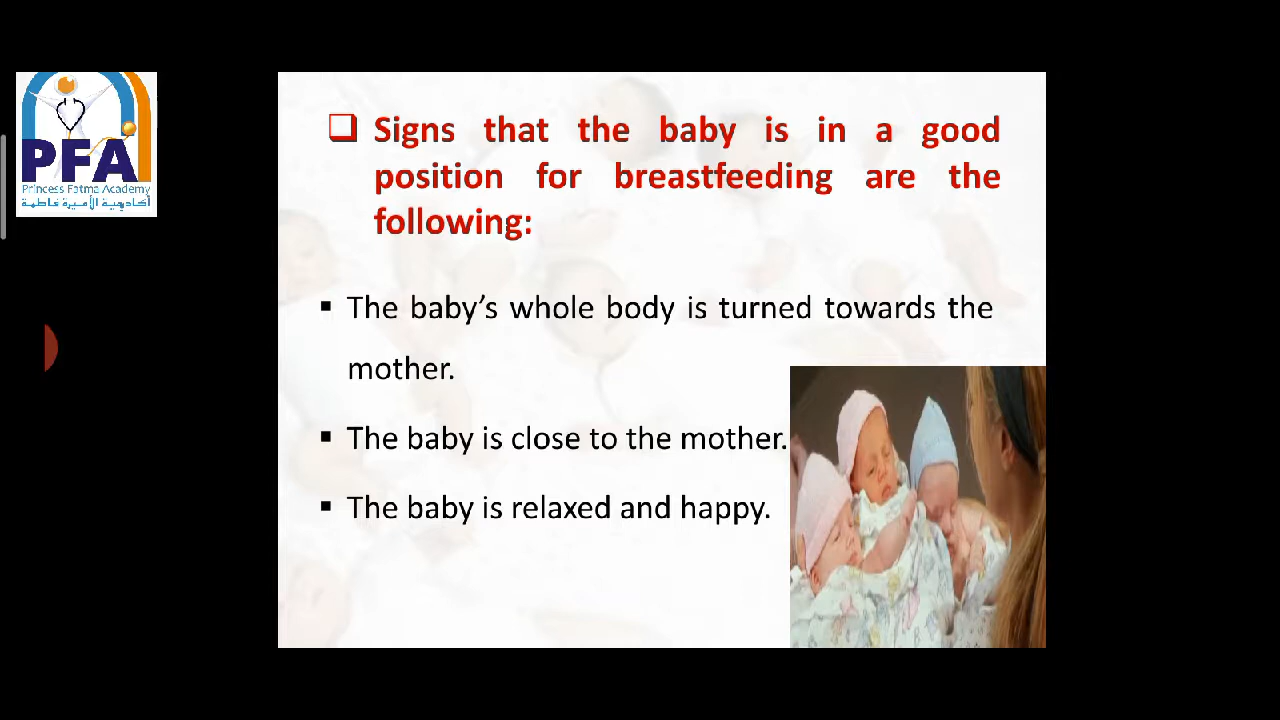 PFA
Princess Fatma Academy
أكاديمية الأميرة فاطمة
Signs that the baby is in a good
position for breastfeeding are the
following:
The baby’s whole body is turned towards the
mother.
The baby is close to the mother.
The baby is relaxed and happy.